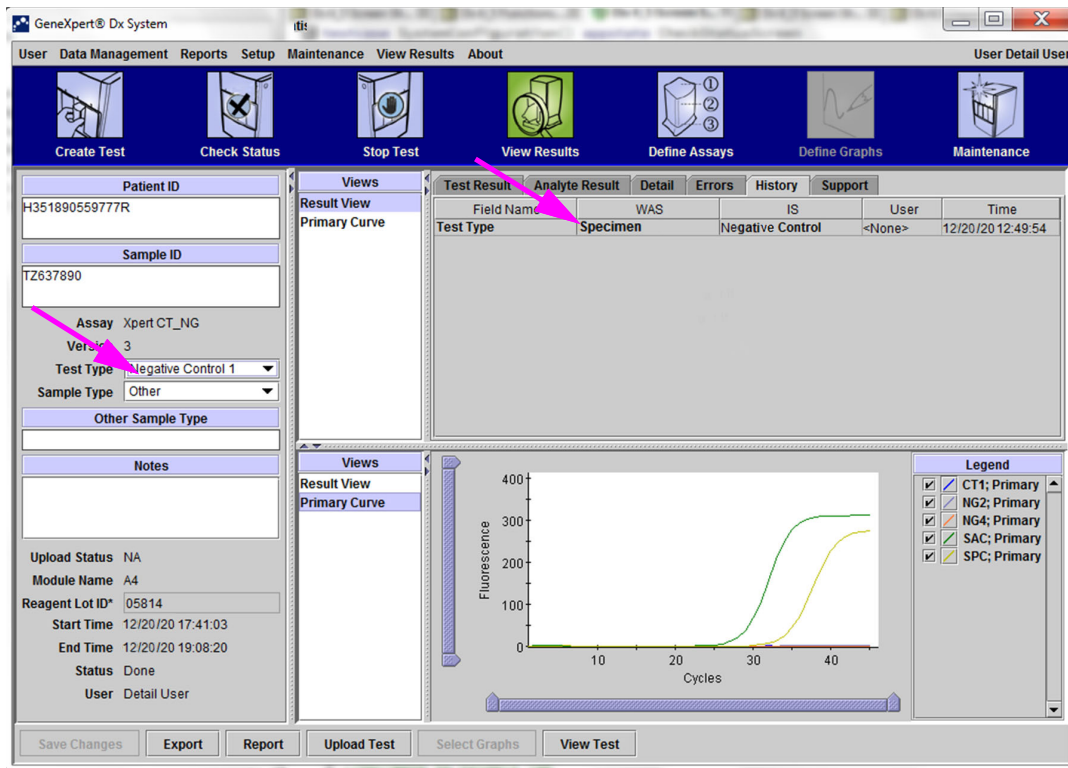 GeneXpert® Dx System
User Data Management Reports Setup Maintenance View Results About
User Detail User
Create Test
Check Status
Stop Test
View Results
Define Assays
Define Graphs
Maintenance
Patient ID
H351890559777R
Sample ID
TZ637890
Assay Xpert CT_NG
Version 3
Test Type Negative Control 1
Sample Type Other
Other Sample Type
Notes
Upload Status NA
Module Name A4
Reagent Lot ID* 05814
Start Time 12/20/20 17:41:03
End Time 12/20/20 19:08:20
Status Done
User Detail User
Views
Result View
Primary Curve
Test Result Analyte Result Detail Errors History Support
Field Name WAS IS User Time
Test Type Specimen Negative Control <None> 12/20/20 12:49:54
Views
Result View
Primary Curve
400
300
200
100
0
Fluorescence
10 20 30 40
Cycles
Legend
CT1; Primary
NG2; Primary
NG4; Primary
SAC; Primary
SPC; Primary
Save Changes Export Report Upload Test Select Graphs View Test